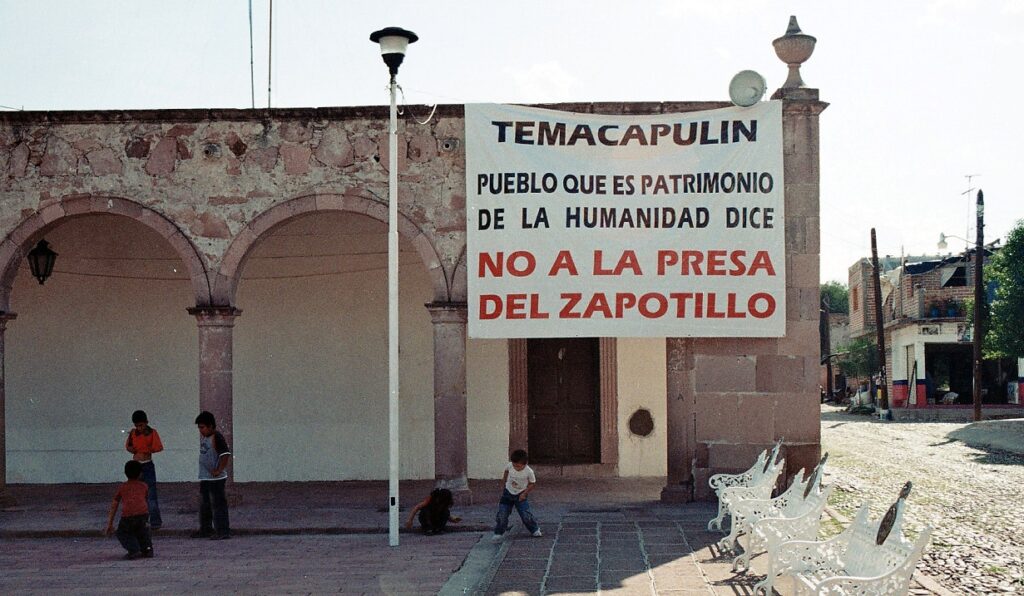 TEMACAPULIN
PUEBLO QUE ES PATRIMONIO
DE LA HUMANIDAD DICE
NO A LA PRESA
DEL ZAPOTILLO